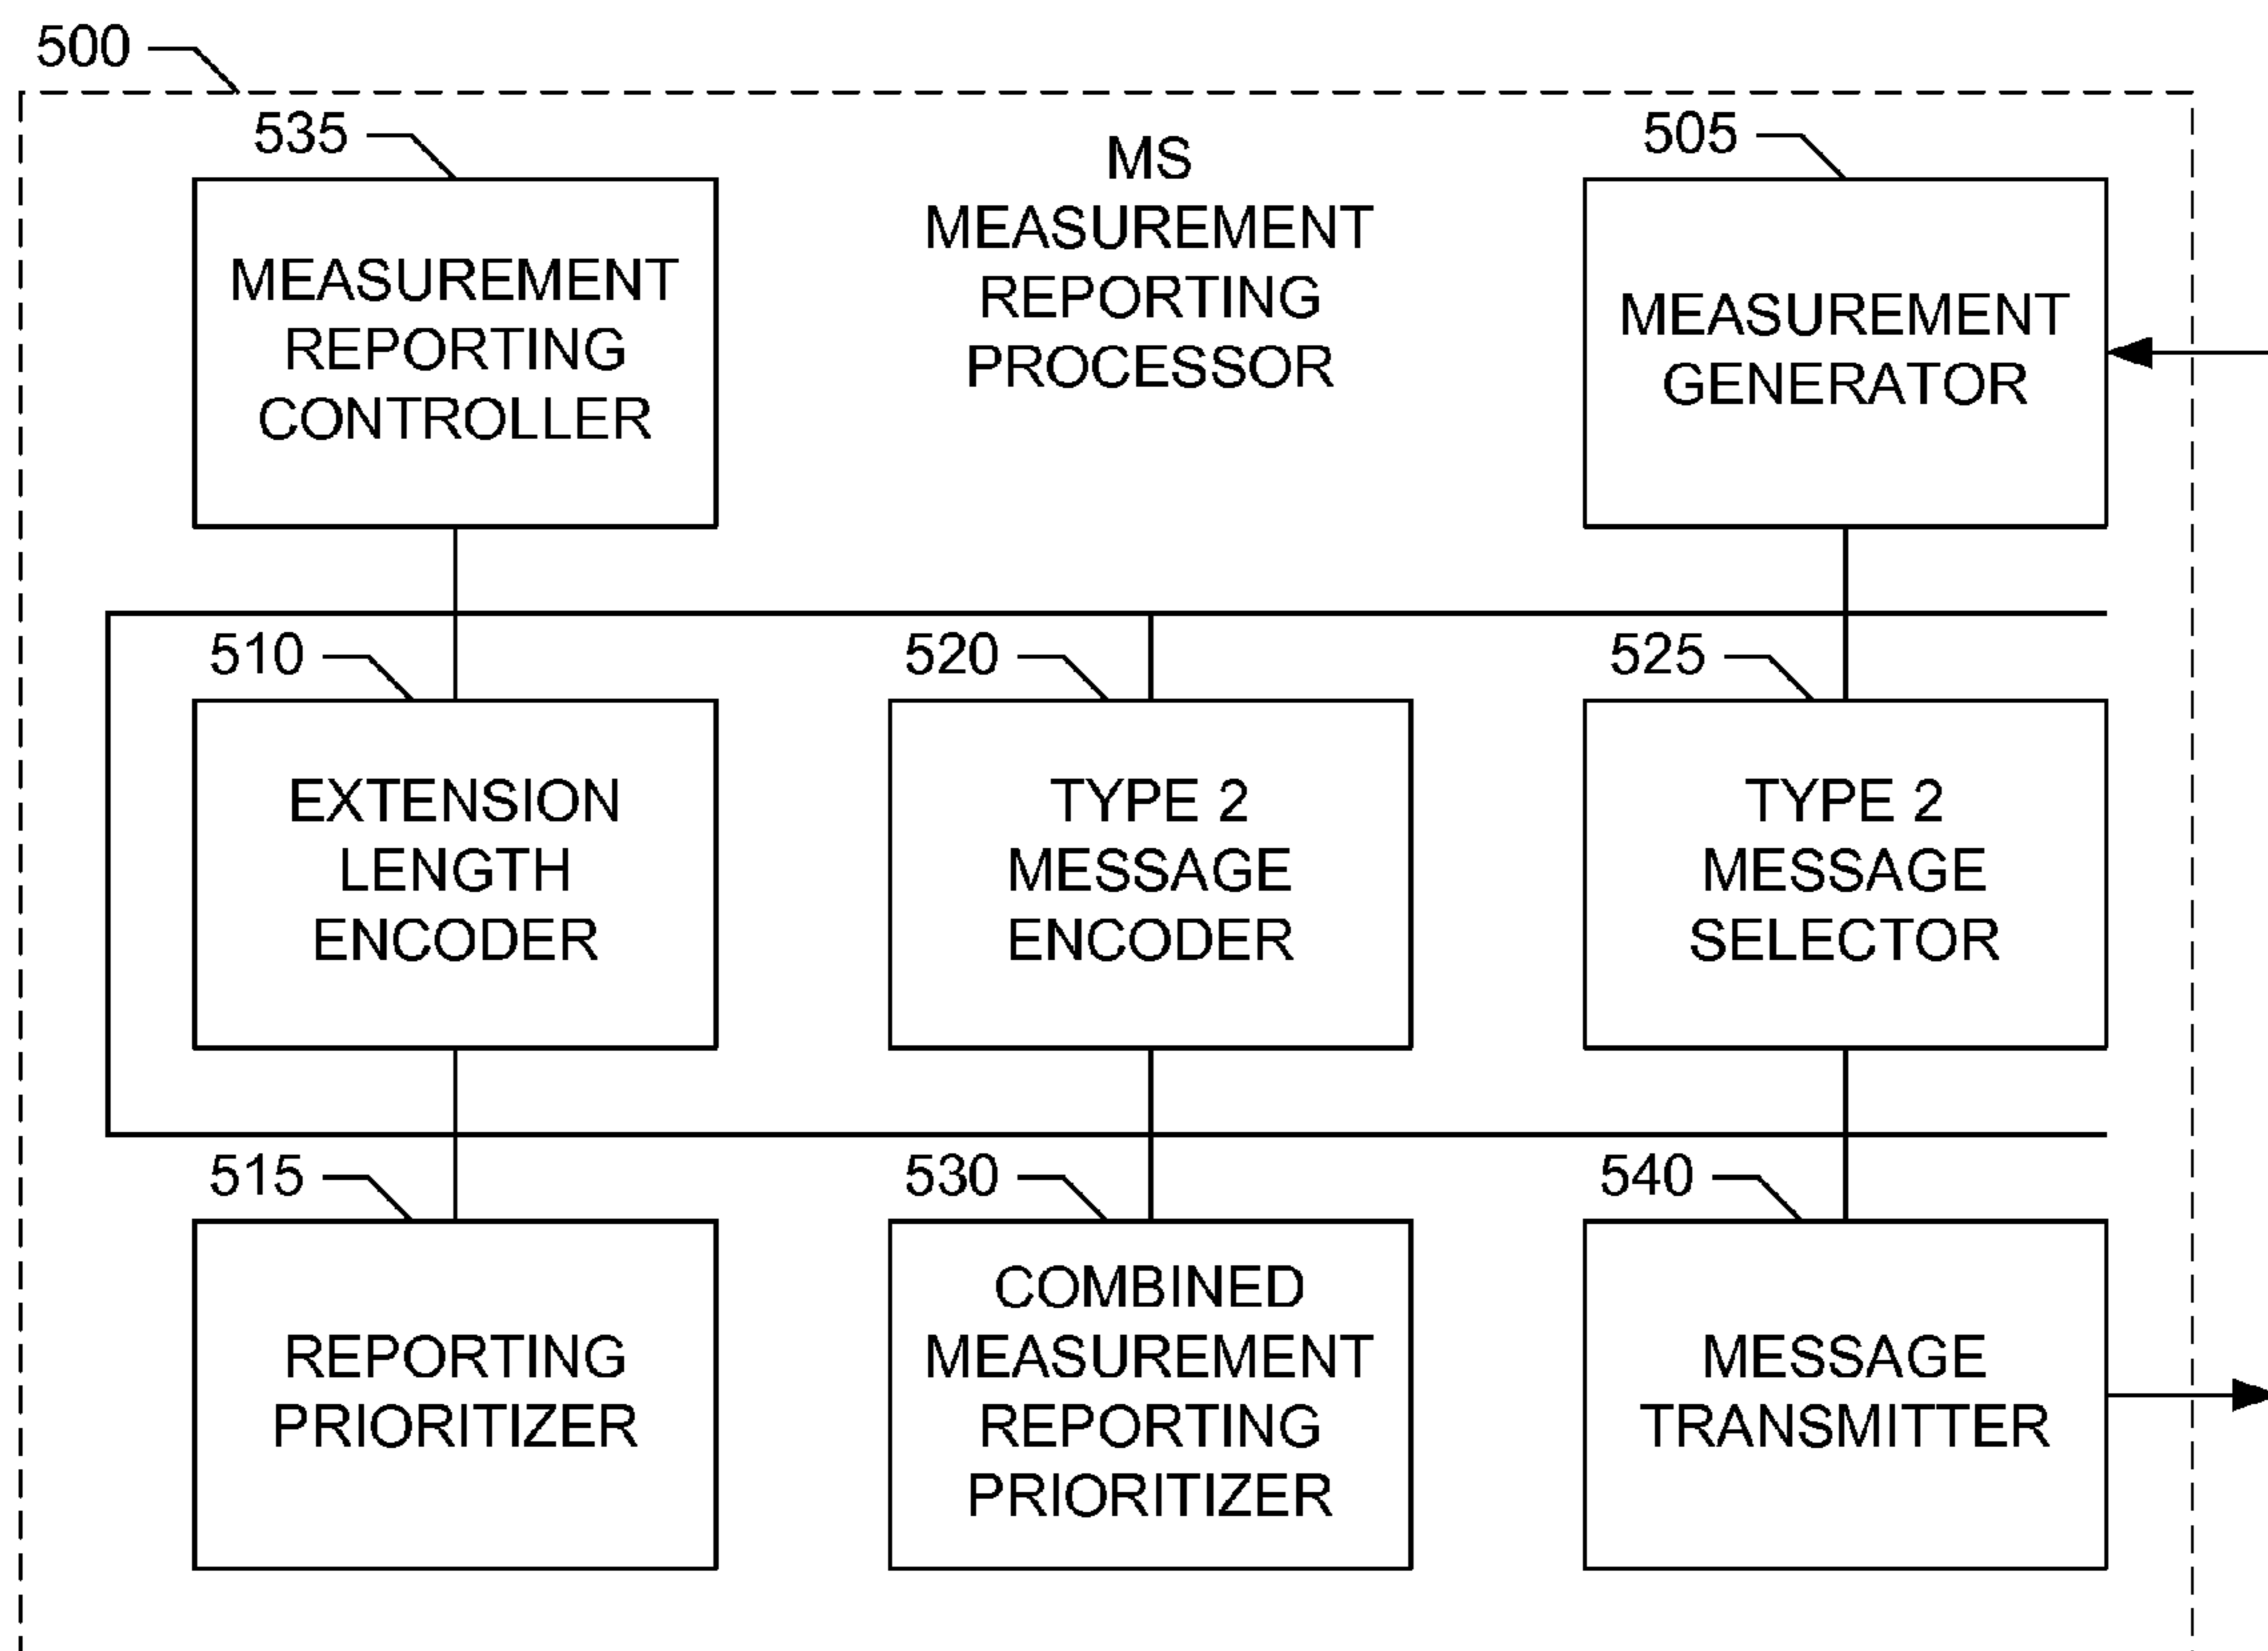 500
535
MEASUREMENT
REPORTING
CONTROLLER
MS
MEASUREMENT
REPORTING
PROCESSOR
505
MEASUREMENT
GENERATOR
510
EXTENSION
LENGTH
ENCODER
520
TYPE 2
MESSAGE
ENCODER
525
TYPE 2
MESSAGE
SELECTOR
515
REPORTING
PRIORITIZER
530
COMBINED
MEASUREMENT
REPORTING
PRIORITIZER
540
MESSAGE
TRANSMITTER